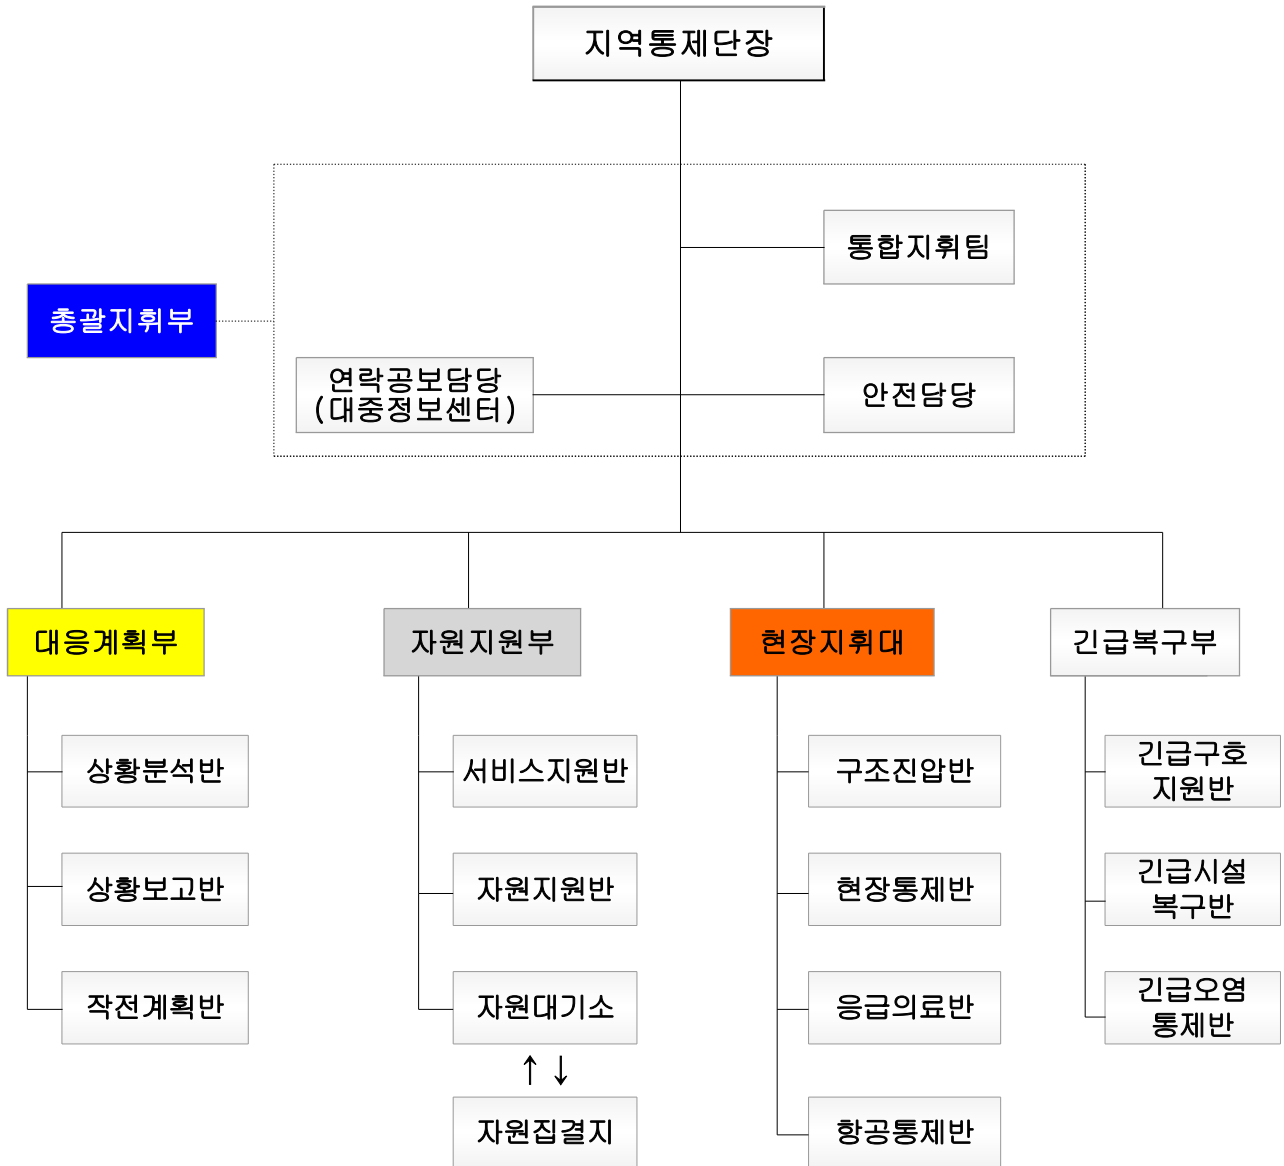 지역통제단장
통합지휘팀
총괄지휘부
연락공보담당
(대중정보센터)
안전담당
대응계획부
자원지원부
현장지휘대
긴급복구부
상황분석반
서비스지원반
구조진압반
긴급구호
지원반
상황보고반
자원지원반
현장통제반
긴급시설
복구반
작전계획반
자원대기소
응급의료반
긴급오염
통제반
↑ ↓
자원집결지
항공통제반